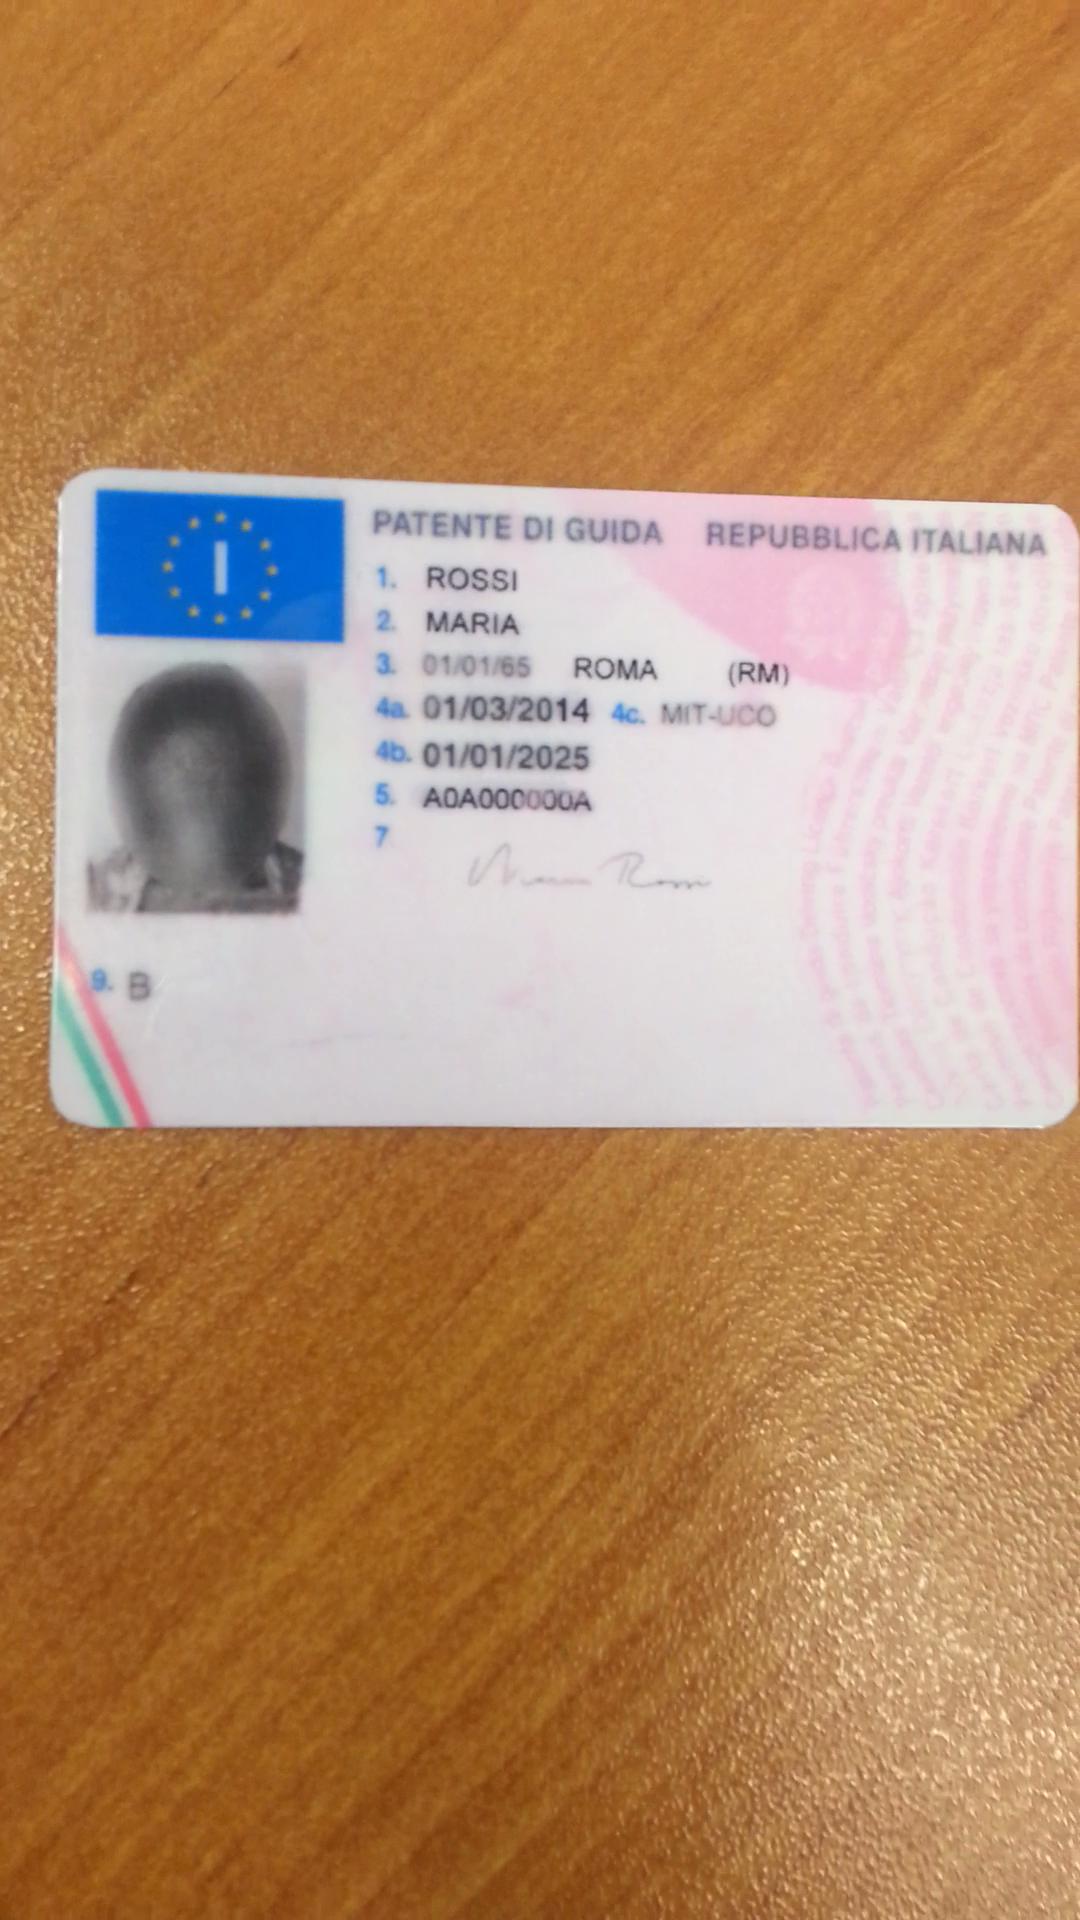 I
PATENTE DI GUIDA REPUBBLICA ITALIANA
1. ROSSI
2. MARIA
3. 01/01/65 ROMA (RM)
4a. 01/03/2014 4c. MIT-UCO
4b. 01/01/2025
5. A0A000000A
7
Maria Rossi
9. B